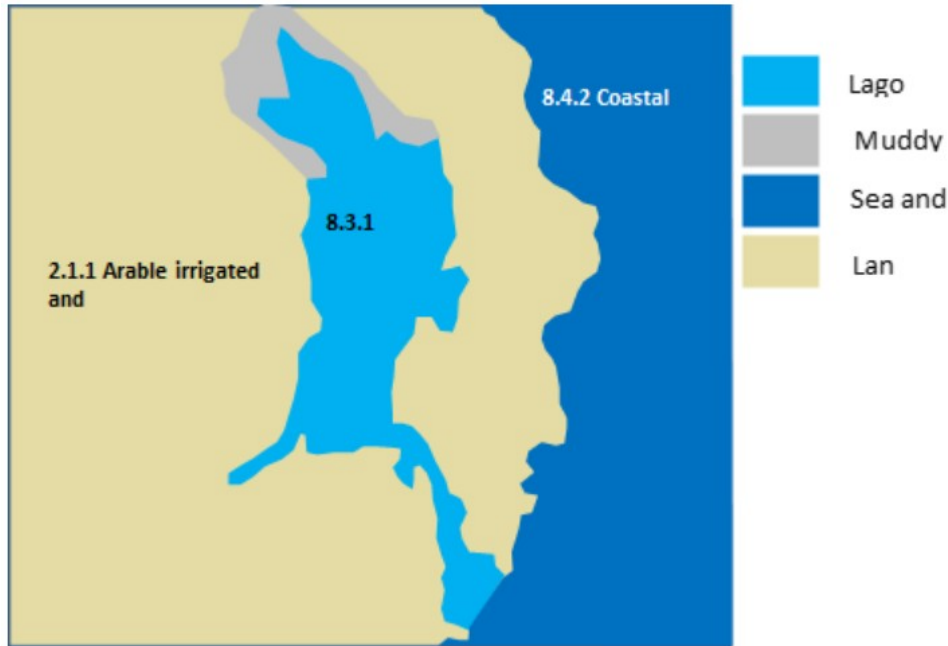 8.4.2 Coastal
8.3.1
2.1.1 Arable irrigated
and
Lago
Muddy
Sea and
Lan